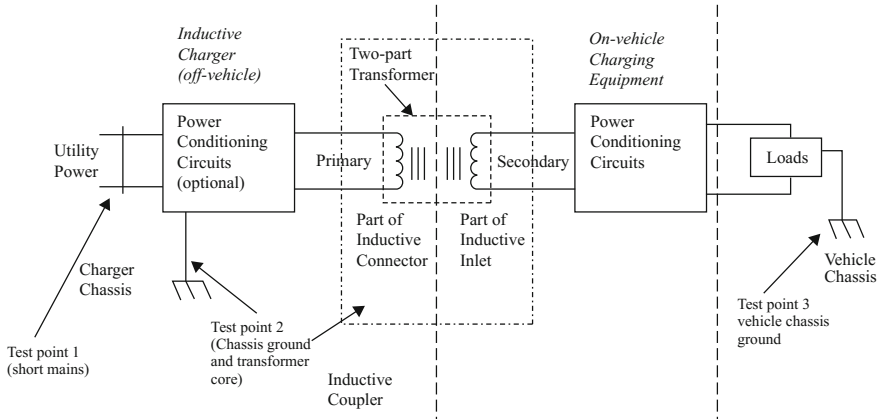 Inductive
Charger
(off-vehicle)
Two-part
Transformer
On-vehicle
Charging
Equipment
Utility
Power
Power
Conditioning
Circuits
(optional)
Primary
Secondary
Power
Conditioning
Circuits
Loads
Part of
Inductive
Connector
Part of
Inductive
Inlet
Charger
Chassis
Vehicle
Chassis
Test point 1
(short mains)
Test point 2
(Chassis ground
and transformer
core)
Inductive
Coupler
Test point 3
vehicle chassis
ground